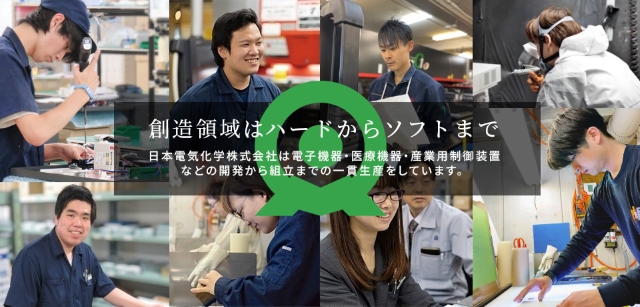 創造領域はハードからソフトまで
日本電気化学株式会社は電子機器・医療機器・産業用制御装置
などの開発から組立までの一貫生産をしています。